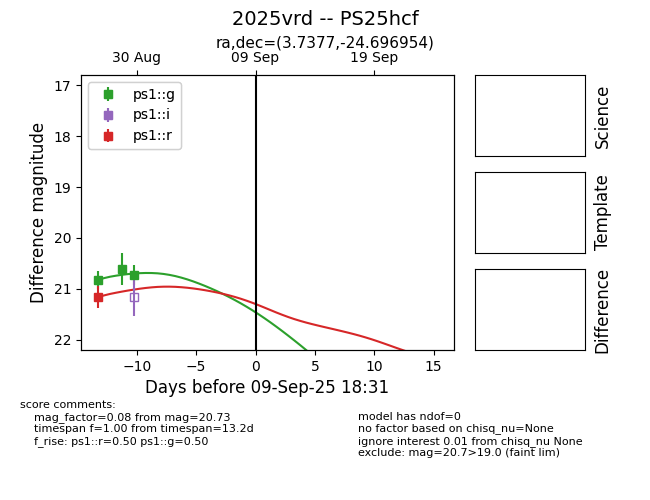 2025vrd -- PS25hcf
ra,dec=(3.7377,-24.696954)
30 Aug
09 Sep
19 Sep
17
18
19
20
21
22
Difference magnitude
ps1::g
ps1::i
ps1::r
−10
−5
0
5
10
15
Days before 09-Sep-25 18:31
Science
Template
Difference
score comments:
mag_factor=0.08 from mag=20.73
timespan f=1.00 from timespan=13.2d
f_rise: ps1::r=0.50 ps1::g=0.50
model has ndof=0
no factor based on chisq_nu=None
ignore interest 0.01 from chisq_nu None
exclude: mag=20.7>19.0 (faint lim)